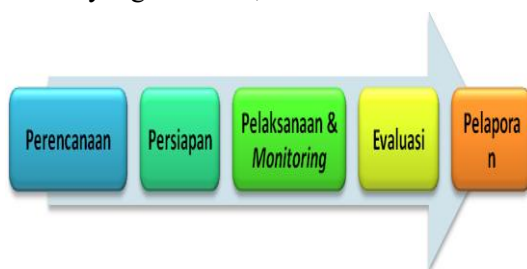 Perencanaan
Persiapan
Pelaksanaan &
Monitoring
Evaluasi
Pelapora
n